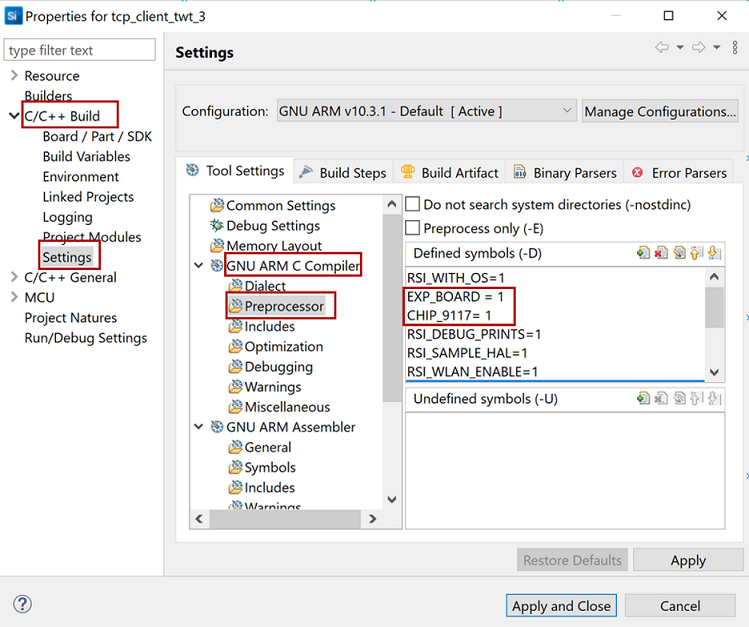 Si Properties for tcp_client_twt_3
type filter text
Resource
Builders
C/C++ Build
Board / Part / SDK
Build Variables
Environment
Linked Projects
Logging
Project Modules
Settings
C/C++ General
MCU
Project Natures
Run/Debug Settings
Settings
Configuration: GNU ARM v10.3.1 - Default [ Active ] Manage Configurations...
Tool Settings Build Steps Build Artifact Binary Parsers Error Parsers
Common Settings
Debug Settings
Memory Layout
GNU ARM C Compiler
Dialect
Preprocessor
Includes
Optimization
Debugging
Warnings
Miscellaneous
GNU ARM Assembler
General
Symbols
Includes
Warnings
Do not search system directories (-nostdinc)
Preprocess only (-E)
Defined symbols (-D)
RSI_WITH_OS=1
EXP_BOARD = 1
CHIP_9117= 1
RSI_DEBUG_PRINTS=1
RSI_SAMPLE_HAL=1
RSI_WLAN_ENABLE=1
Undefined symbols (-U)
Restore Defaults Apply
? Apply and Close Cancel